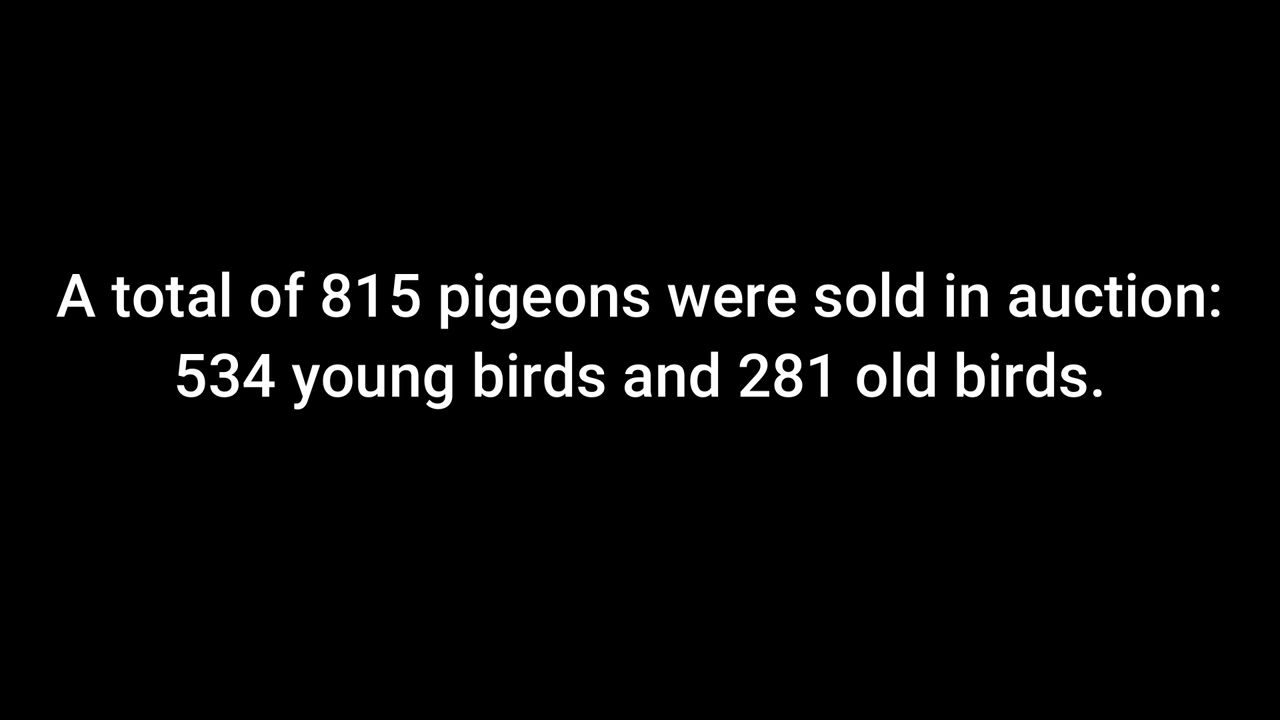 A total of 815 pigeons were sold in auction:
534 young birds and 281 old birds.